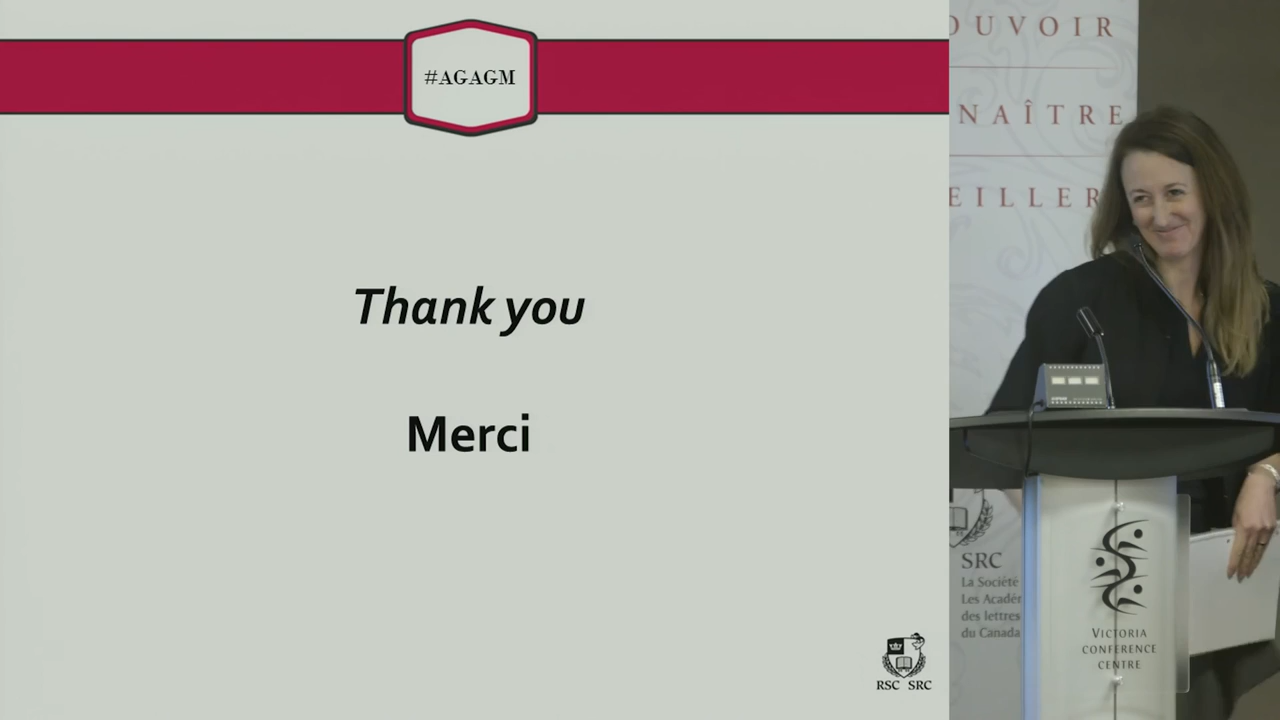 #AGAGM
Thank you
Merci
RSC SRC
OUVOIR
NAÎTRE
EILLER
SRC
La Société
Les Acadé
des lettres
du Canada
VICTORIA
CONFERENCE
CENTRE